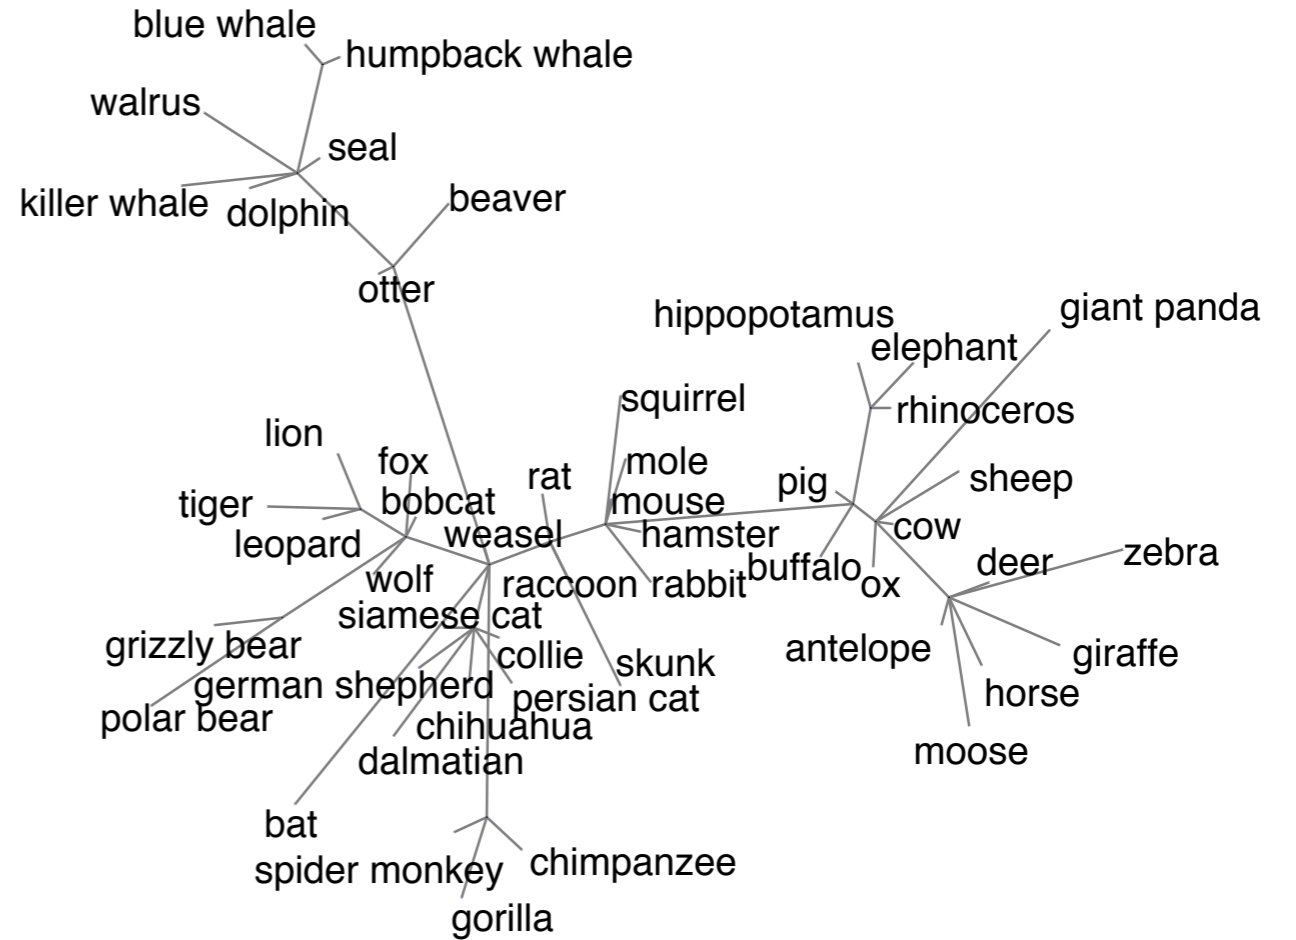 blue whale
humpback whale
walrus
seal
killer whale
dolphin
beaver
otter
hippopotamus
giant panda
elephant
squirrel
rhinoceros
lion
fox
mole
rat
pig
sheep
tiger
bobcat
mouse
weasel
hamster
cow
leopard
deer
zebra
wolf
raccoon
rabbit
buffalo
ox
siamese cat
grizzly bear
collie
skunk
antelope
giraffe
german shepherd
persian cat
horse
polar bear
chihuahua
dalmatian
moose
bat
spider monkey
chimpanzee
gorilla